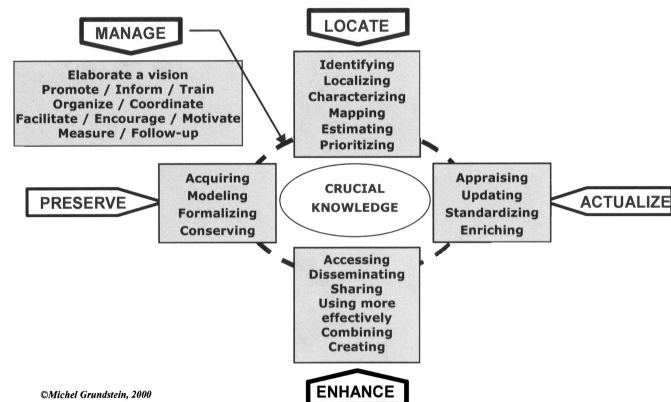 MANAGE
Elaborate a vision
Promote / Inform / Train
Organize / Coordinate
Facilitate / Encourage / Motivate
Measure / Follow-up
LOCATE
Identifying
Localizing
Characterizing
Mapping
Estimating
Prioritizing
PRESERVE
Acquiring
Modeling
Formalizing
Conserving
CRUCIAL
KNOWLEDGE
Appraising
Updating
Standardizing
Enriching
ACTUALIZE
Accessing
Disseminating
Sharing
Using more
effectively
Combining
Creating
ENHANCE
©Michel Grundstein, 2000